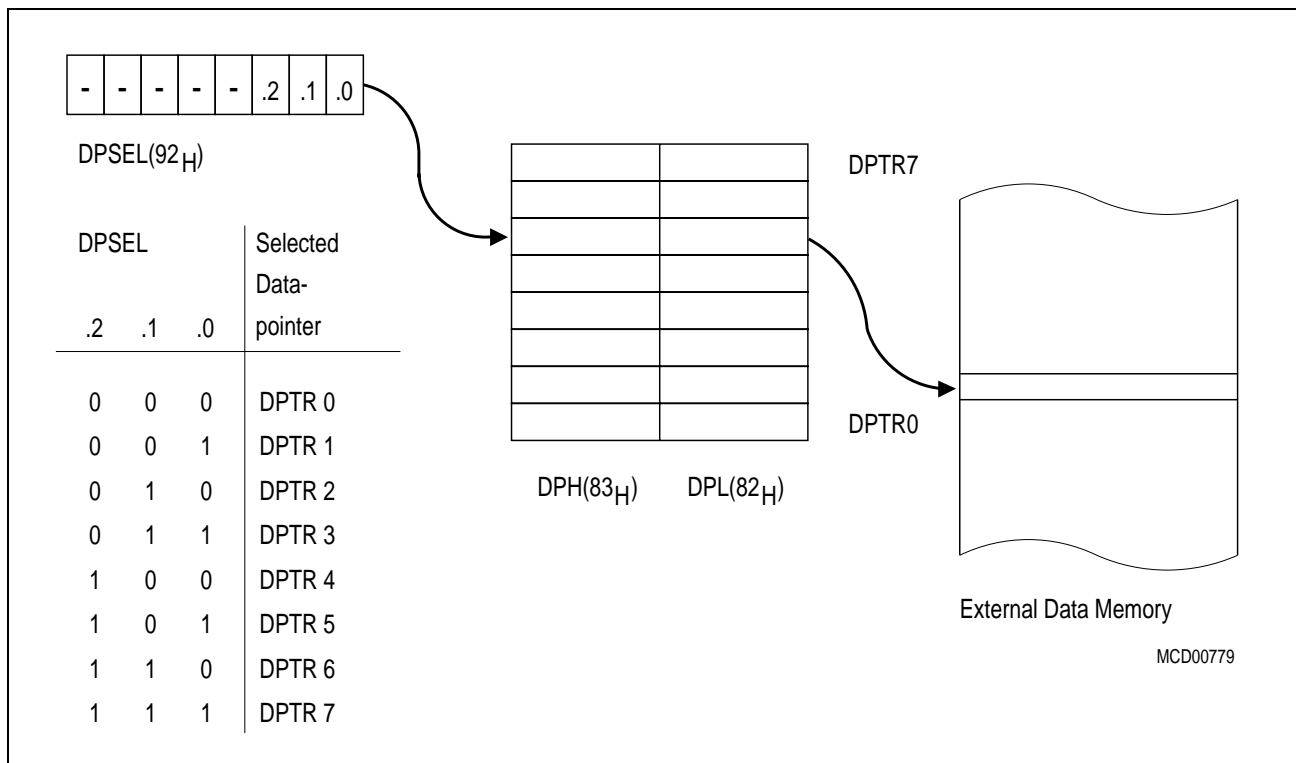 - - - - - .2 .1 .0
DPSEL(92H)
DPSEL Selected
Data-
.2 .1 .0 pointer
0 0 0 DPTR 0
0 0 1 DPTR 1
0 1 0 DPTR 2
0 1 1 DPTR 3
1 0 0 DPTR 4
1 0 1 DPTR 5
1 1 0 DPTR 6
1 1 1 DPTR 7
DPTR7
DPTR0
DPH(83H) DPL(82H)
External Data Memory
MCD00779